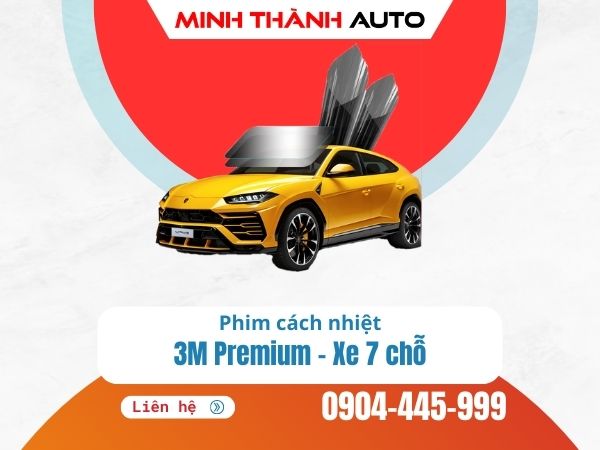 MINH THÀNH AUTO
Phim cách nhiệt
3M Premium - Xe 7 chỗ
Liên hệ
0904-445-999